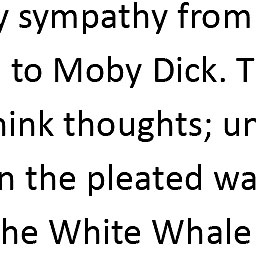 y sympathy from
to Moby Dick. T
hink thoughts; un
n the pleated wa
he White Whale